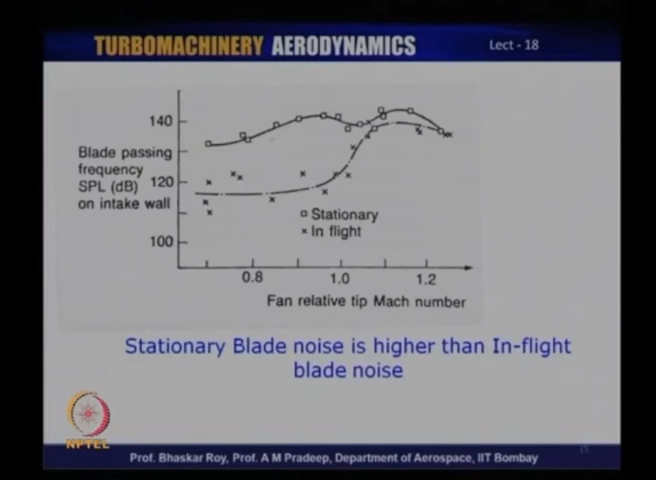 TURBOMACHINERY AERODYNAMICS
Lect - 18
140
120
100
Blade passing
frequency
SPL (dB)
on intake wall
Stationary
In flight
0.8
1.0
1.2
Fan relative tip Mach number
Stationary Blade noise is higher than In-flight
blade noise
NPTEL
Prof. Bhaskar Roy, Prof. A M Pradeep, Department of Aerospace, IIT Bombay
15